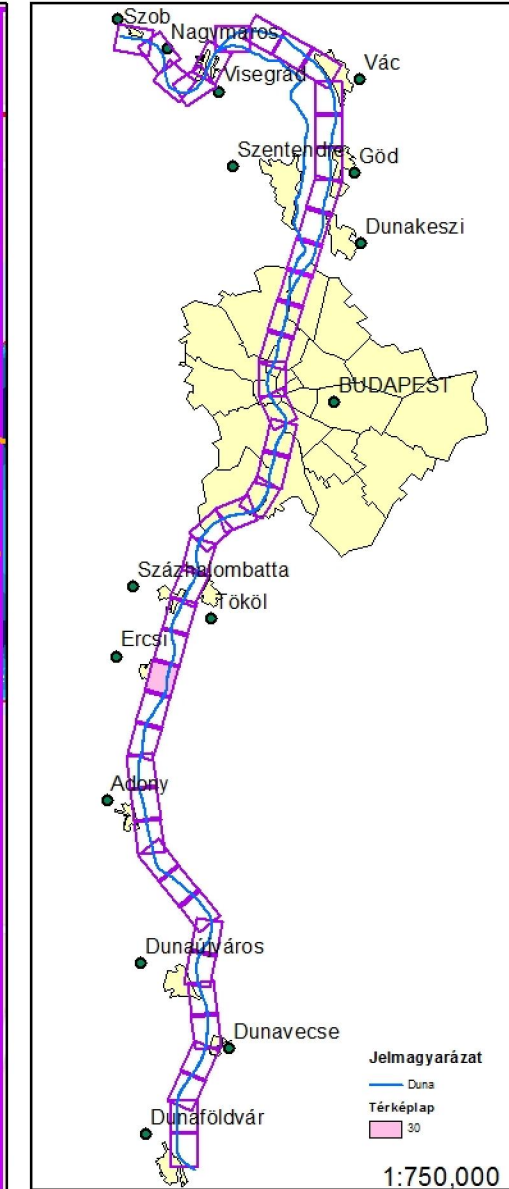 Szob
Nagymaros
Visegrád
Vác
Szentendre
Göd
Dunakeszi
BUDAPEST
Százhalombatta
Tököl
Ercsi
Adony
Dunaújváros
Dunavecse
Dunaföldvár
Jelmagyarázat
Duna
Térképlap
30
1:750,000